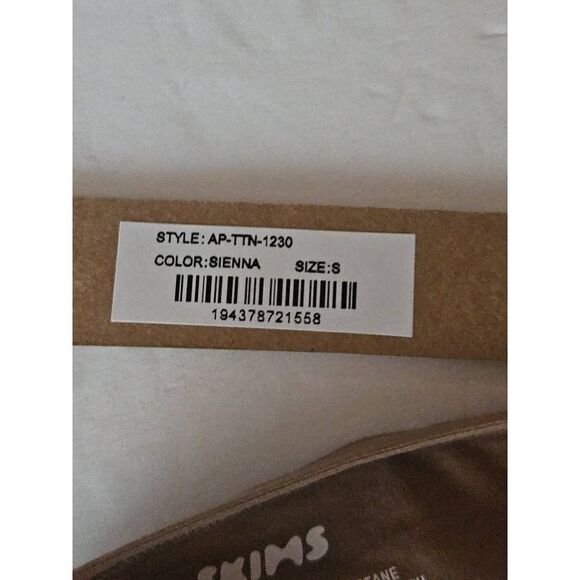 STYLE: AP-TTN-1230
COLOR:SIENNA SIZE:S
194378721558
SKIMS